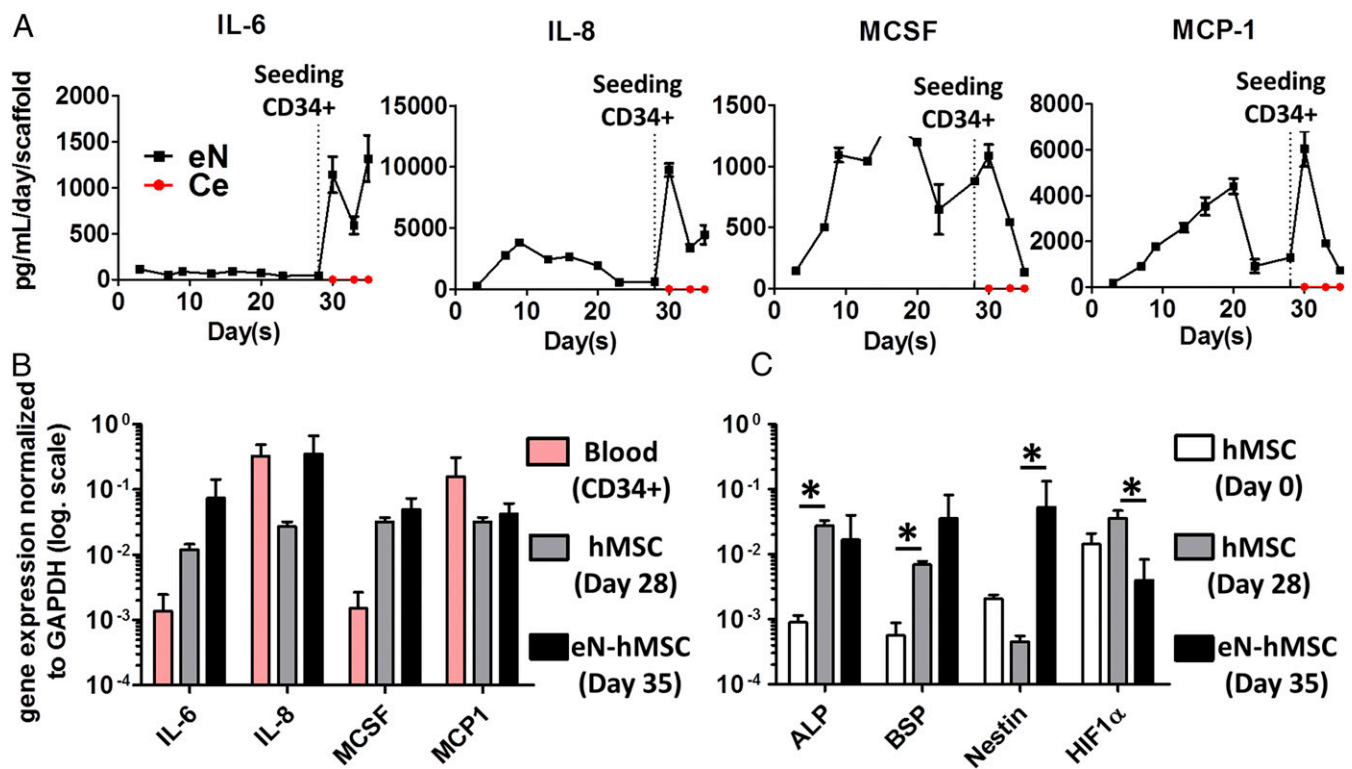 A
IL-6
IL-8
MCSF
MCP-1
pg/mL/day/scaffold
2000
1500
1000
500
0
Seeding
CD34+
eN
Ce
0 10 20 30
Day(s)
15000
10000
5000
0
Seeding
CD34+
0 10 20 30
Day(s)
1500
1000
500
0
Seeding
CD34+
0 10 20 30
Day(s)
8000
6000
4000
2000
0
Seeding
CD34+
0 10 20 30
Day(s)
B
gene expression normalized
to GAPDH (log. scale)
10⁰
10⁻¹
10⁻²
10⁻³
10⁻⁴
IL-6
IL-8
MCSF
MCP1
Blood
(CD34+)
hMSC
(Day 28)
eN-hMSC
(Day 35)
C
10⁰
10⁻¹
10⁻²
10⁻³
10⁻⁴
*
*
*
*
ALP
BSP
Nestin
HIF1α
hMSC
(Day 0)
hMSC
(Day 28)
eN-hMSC
(Day 35)